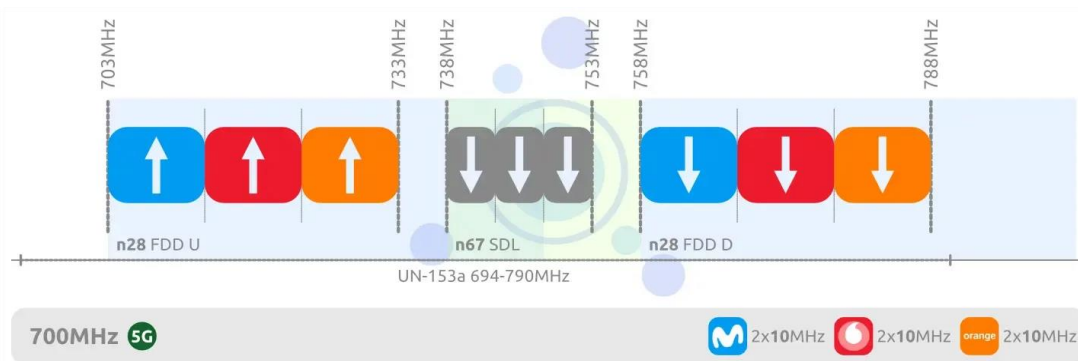 703MHz
733MHz
738MHz
753MHz
758MHz
788MHz
n28 FDD U
n67 SDL
n28 FDD D
UN-153a 694-790MHz
700MHz 5G
2x10MHz
2x10MHz
orange 2x10MHz